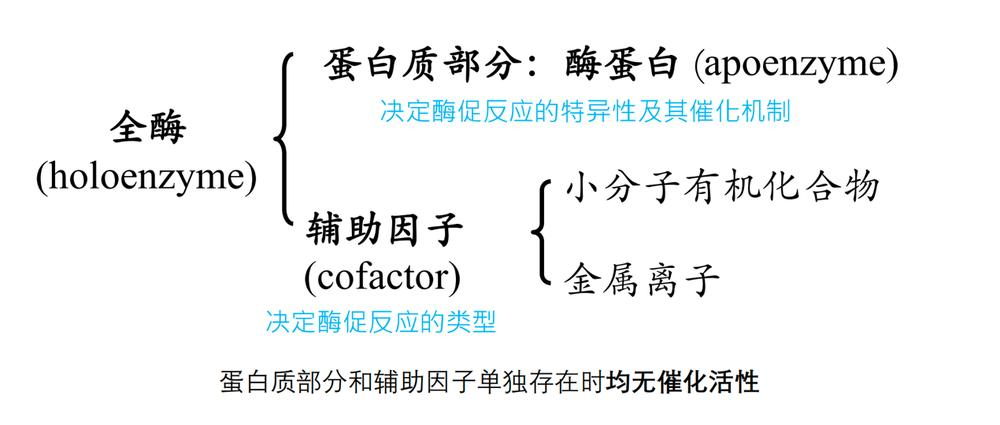 全酶
(holoenzyme)
蛋白质部分：酶蛋白 (apoenzyme)
决定酶促反应的特异性及其催化机制
辅助因子
(cofactor)
决定酶促反应的类型
小分子有机化合物
金属离子
蛋白质部分和辅助因子单独存在时均无催化活性